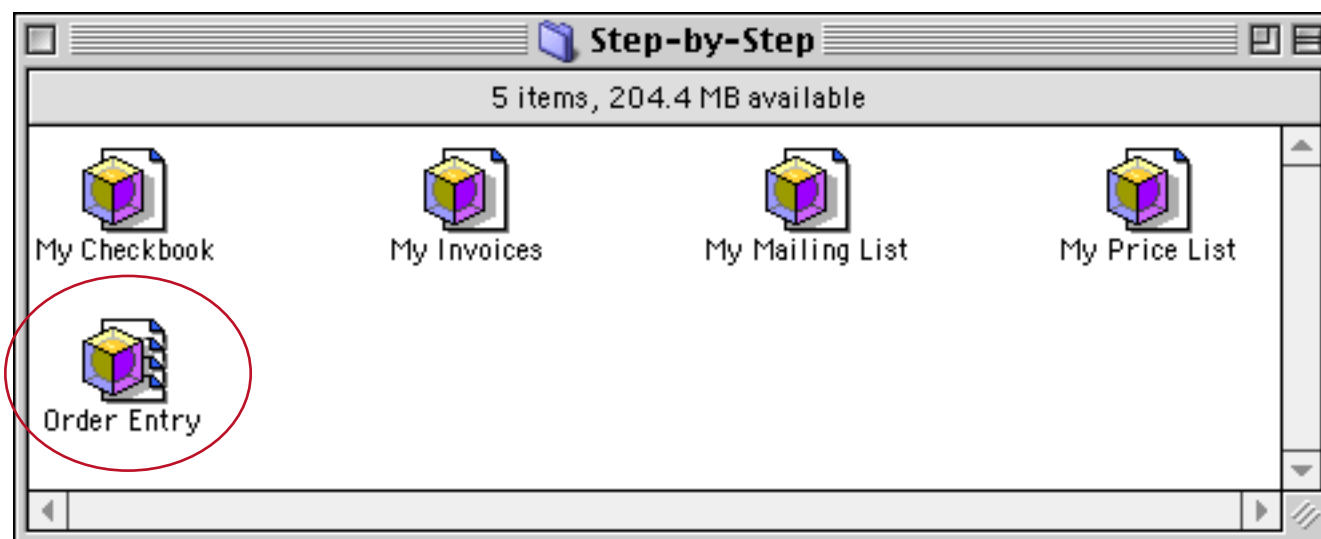 Step-by-Step
5 items, 204.4 MB available
My Checkbook My Invoices My Mailing List My Price List
Order Entry